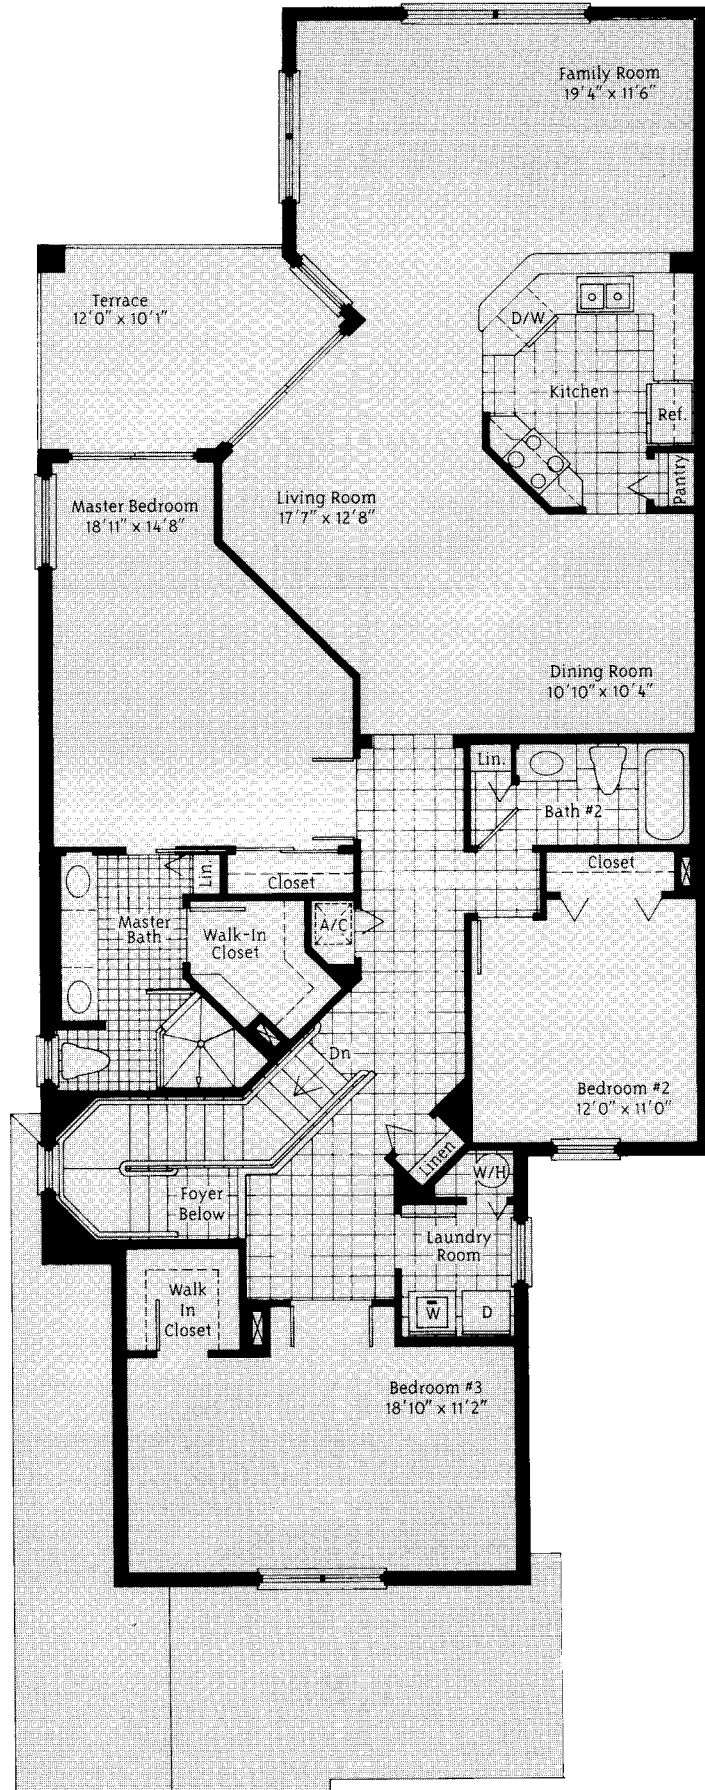 Family Room
19'4" x 11'6"
Terrace
12'0" x 10'1"
D/W
Kitchen
Ref.
Pantry
Master Bedroom
18'11" x 14'8"
Living Room
17'7" x 12'8"
Dining Room
10'10" x 10'4"
Lin.
Bath #2
Lin.
Closet
Closet
Master
Bath
Walk-In
Closet
A/C
Dn
Bedroom #2
12'0" x 11'0"
Linen
W/H
Foyer
Below
Laundry
Room
Walk
In
Closet
W
D
Bedroom #3
18'10" x 11'2"